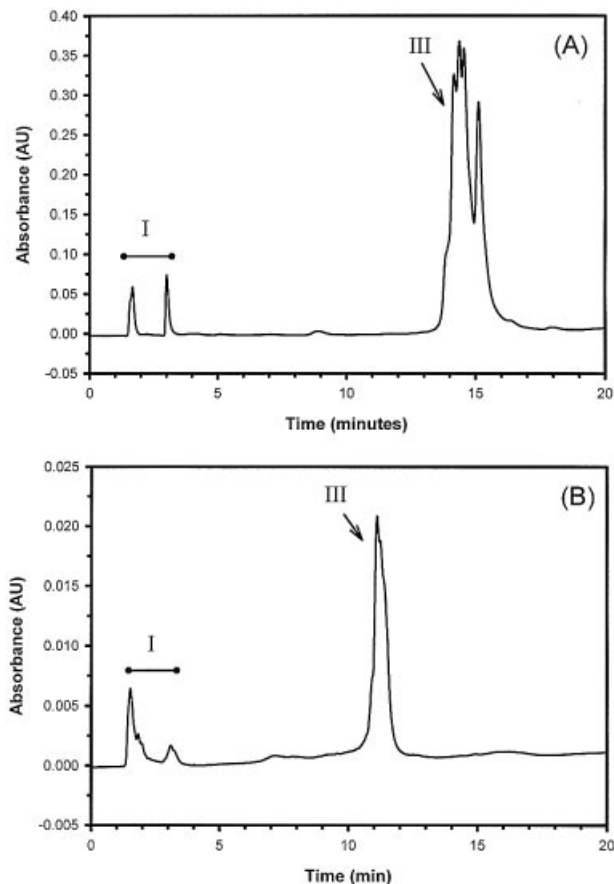 (A)
III
I
Absorbance (AU)
0.40
0.35
0.30
0.25
0.20
0.15
0.10
0.05
0.00
-0.05
0 5 10 15 20
Time (minutes)
(B)
III
I
Absorbance (AU)
0.025
0.020
0.015
0.010
0.005
0.000
-0.005
0 5 10 15 20
Time (min)